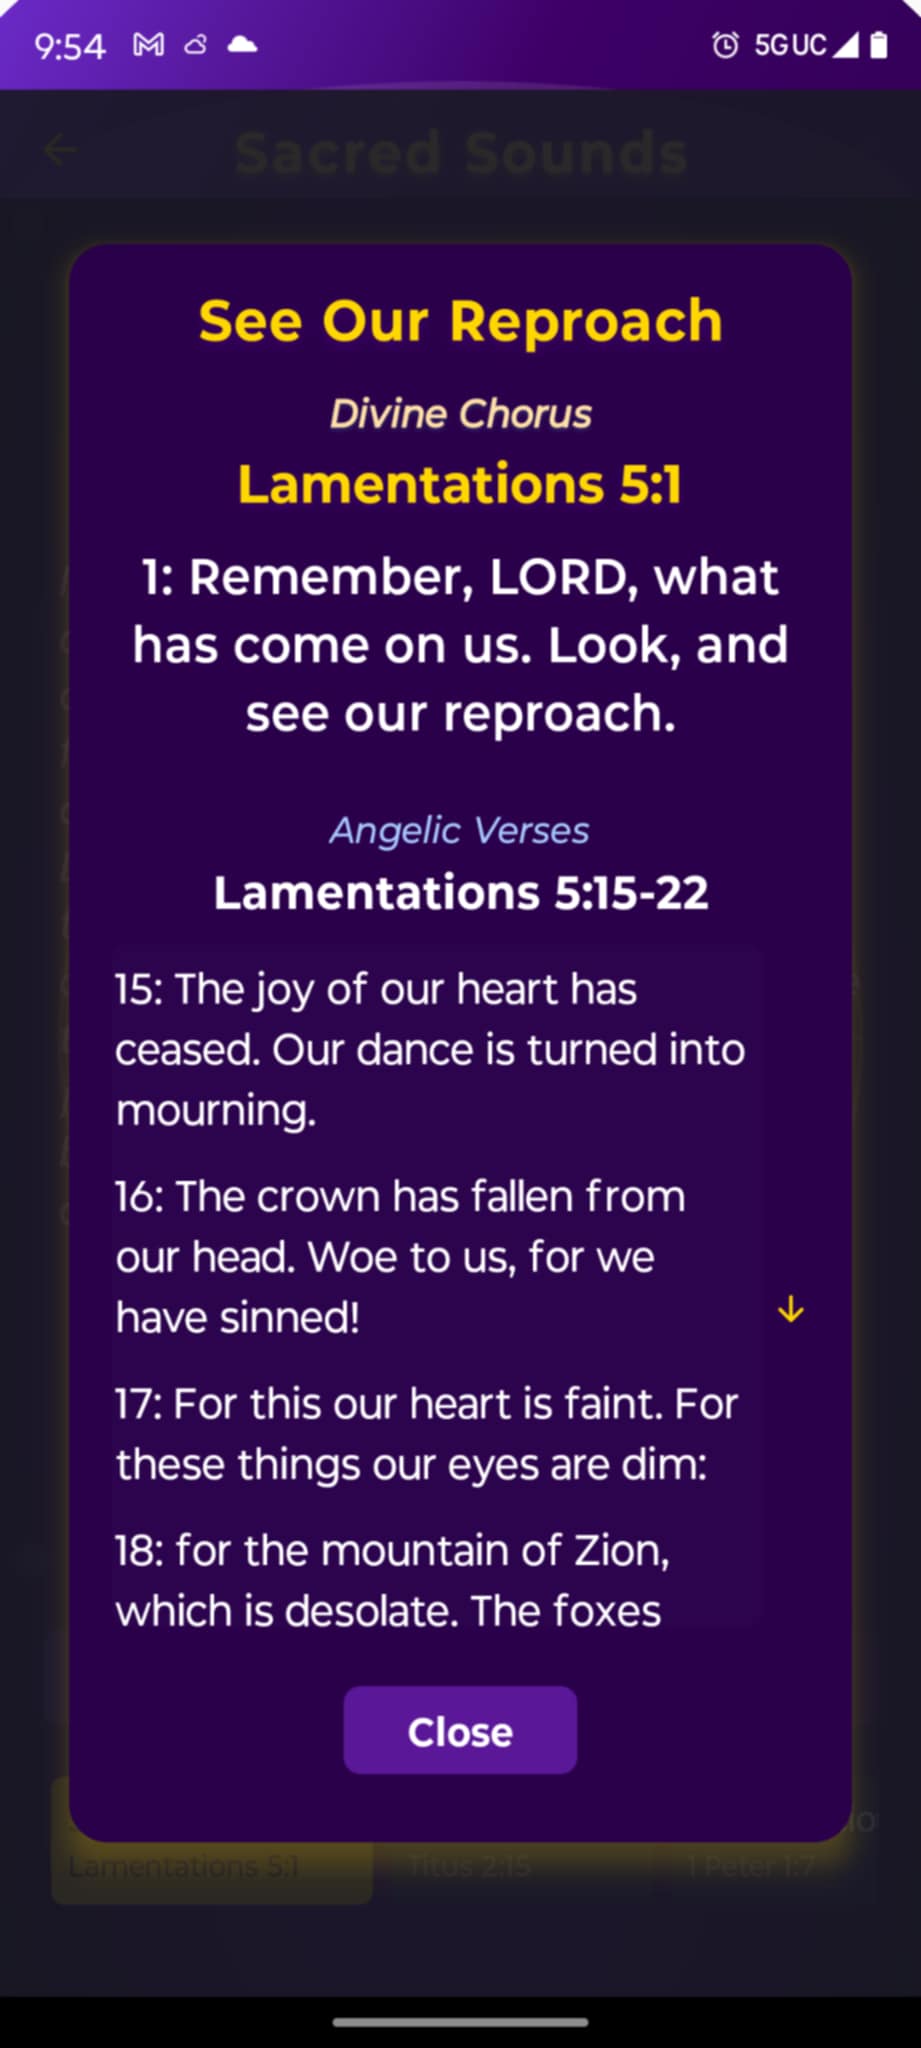 9:54
5G UC
Sacred Sounds
See Our Reproach
Divine Chorus
Lamentations 5:1
1: Remember, LORD, what
has come on us. Look, and
see our reproach.
Angelic Verses
Lamentations 5:15-22
15: The joy of our heart has
ceased. Our dance is turned into
mourning.
16: The crown has fallen from
our head. Woe to us, for we
have sinned!
17: For this our heart is faint. For
these things our eyes are dim:
18: for the mountain of Zion,
which is desolate. The foxes
Close
Lamentations 5:1
Titus 2:15
1 Peter 1:7